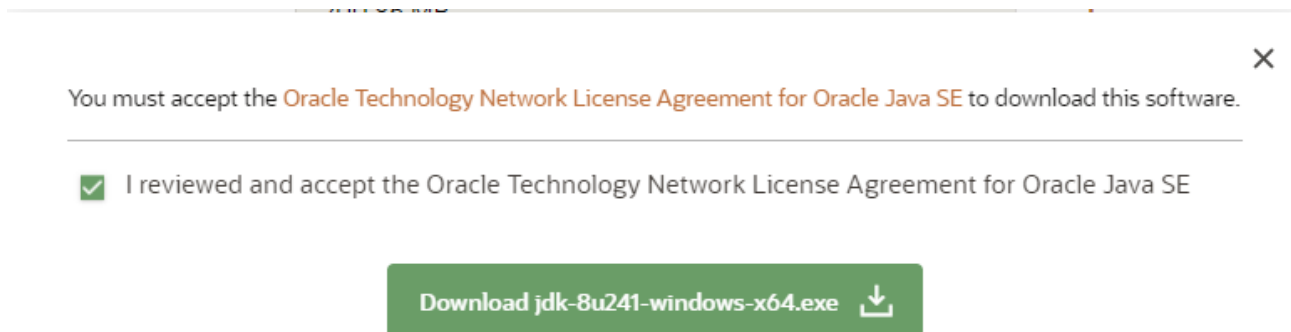 You must accept the Oracle Technology Network License Agreement for Oracle Java SE to download this software.
I reviewed and accept the Oracle Technology Network License Agreement for Oracle Java SE
Download jdk-8u241-windows-x64.exe